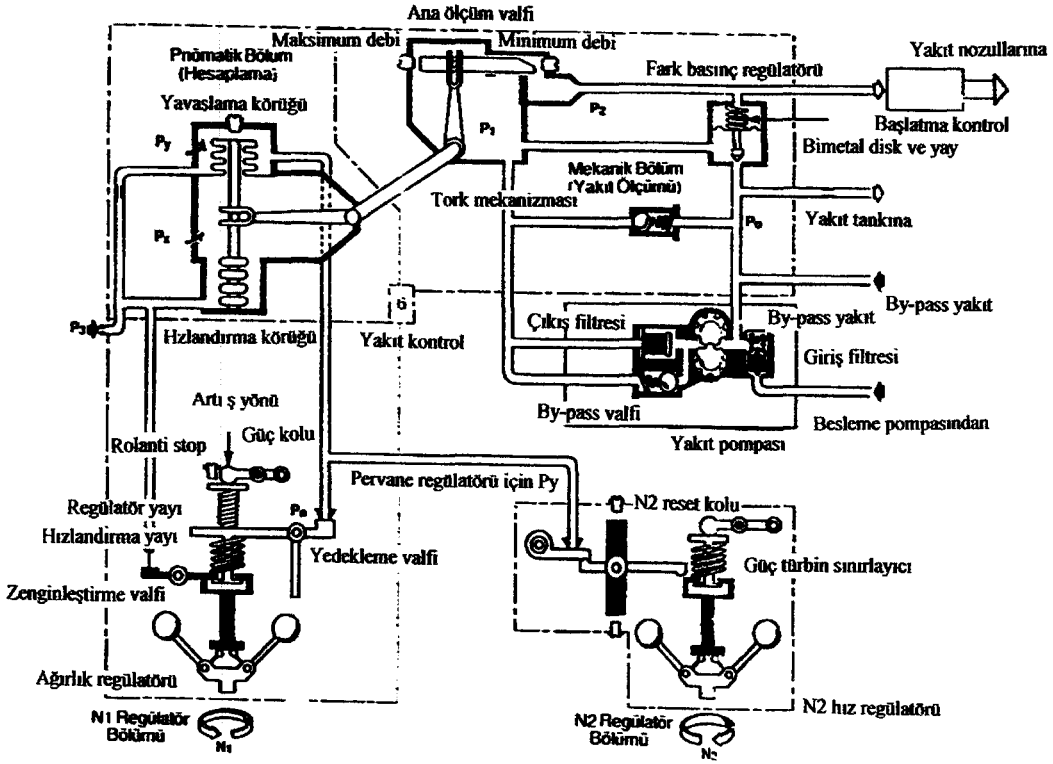 Ana ölçüm valfi
Maksimum debi
Minimum debi
Pnömatik Bölüm
(Hesaplama)
Yavaşlama körüğü
Fark basınç regülatörü
Yakıt nozullarına
Başlatma kontrol
Bimetal disk ve yay
Py
P1
P2
Mekanik Bölüm
(Yakıt Ölçümü)
Tork mekanizması
Yakıt tankına
Px
P0
6
P3
By-pass yakıt
By-pass yakıt
Hızlandırma körüğü
Yakıt kontrol
Çıkış filtresi
Giriş filtresi
By-pass valfi
Besleme pompasından
Yakıt pompası
Artı ş yönü
Güç kolu
Rolanti stop
Pervane regülatörü için Py
Regülatör yayı
Pa
N2 reset kolu
Hızlandırma yayı
Yedekleme valfi
Güç türbin sınırlayıcı
Zenginleştirme valfi
Ağırlık regülatörü
N2 hız regülatörü
N1 Regülatör
Bölümü
N1
N2 Regülatör
Bölümü
N2